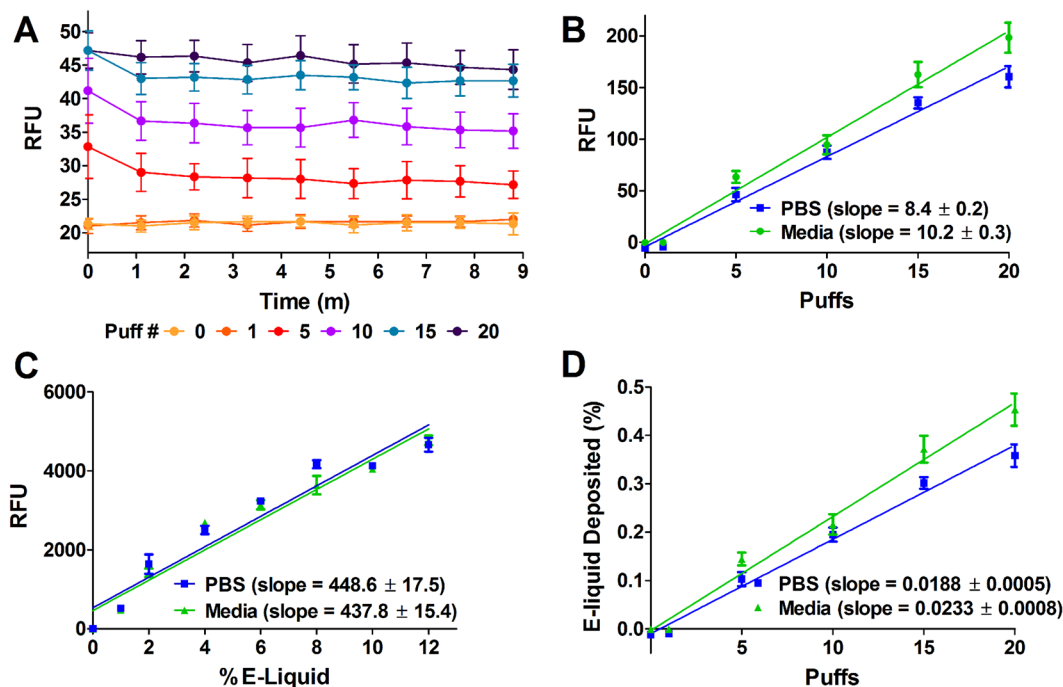 A
RFU
50
45
40
35
30
25
20
0 1 2 3 4 5 6 7 8 9
Time (m)
Puff # 0 1 5 10 15 20
B
RFU
200
150
100
50
0
PBS (slope = 8.4 ± 0.2)
Media (slope = 10.2 ± 0.3)
0 5 10 15 20
Puffs
C
RFU
6000
4000
2000
0
PBS (slope = 448.6 ± 17.5)
Media (slope = 437.8 ± 15.4)
0 2 4 6 8 10 12
% E-Liquid
D
E-liquid Deposited (%)
0.5
0.4
0.3
0.2
0.1
0.0
PBS (slope = 0.0188 ± 0.0005)
Media (slope = 0.0233 ± 0.0008)
5 10 15 20
Puffs